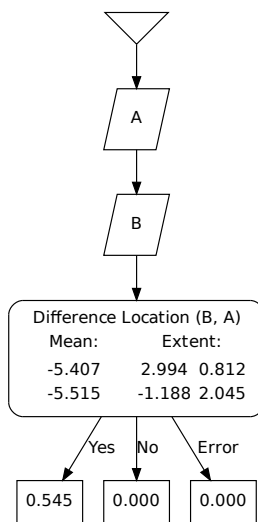 A
B
Difference Location (B, A)
Mean: Extent:
-5.407 2.994 0.812
-5.515 -1.188 2.045
Yes No Error
0.545 0.000 0.000